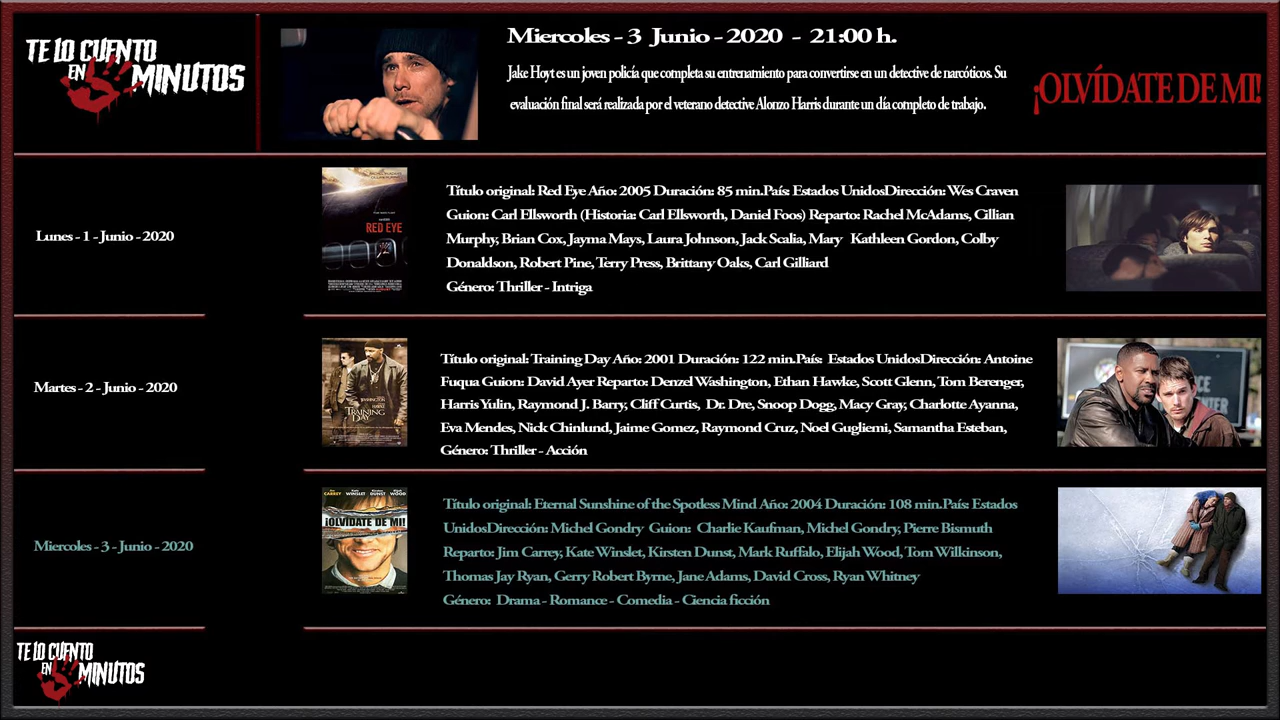 TE LO CUENTO
EN MINUTOS
Miercoles - 3 Junio - 2020 - 21:00 h.
Jake Hoyt es un joven policía que completa su entrenamiento para convertirse en un detective de narcóticos. Su
evaluación final será realizada por el veterano detective Alonzo Harris durante un día completo de trabajo.
¡OLVÍDATE DE MI!
Lunes - 1 - Junio - 2020
RED EYE
Título original: Red Eye Año: 2005 Duración: 85 min.País: Estados UnidosDirección: Wes Craven
Guion: Carl Ellsworth (Historia: Carl Ellsworth, Daniel Foos) Reparto: Rachel McAdams, Cillian
Murphy, Brian Cox, Jayma Mays, Laura Johnson, Jack Scalia, Mary Kathleen Gordon, Colby
Donaldson, Robert Pine, Terry Press, Brittany Oaks, Carl Gilliard
Género: Thriller - Intriga
Martes - 2 - Junio - 2020
WASHINGTON
HAWKE
TRAINING
DAY
Título original: Training Day Año: 2001 Duración: 122 min.País: Estados UnidosDirección: Antoine
Fuqua Guion: David Ayer Reparto: Denzel Washington, Ethan Hawke, Scott Glenn, Tom Berenger,
Harris Yulin, Raymond J. Barry, Cliff Curtis, Dr. Dre, Snoop Dogg, Macy Gray, Charlotte Ayanna,
Eva Mendes, Nick Chinlund, Jaime Gomez, Raymond Cruz, Noel Gugliemi, Samantha Esteban,
Género: Thriller - Acción
Miercoles - 3 - Junio - 2020
CARREY WINSLET DUNST WOOD
¡OLVIDATE DE MI!
Título original: Eternal Sunshine of the Spotless Mind Año: 2004 Duración: 108 min.País: Estados
UnidosDirección: Michel Gondry Guion: Charlie Kaufman, Michel Gondry, Pierre Bismuth
Reparto: Jim Carrey, Kate Winslet, Kirsten Dunst, Mark Ruffalo, Elijah Wood, Tom Wilkinson,
Thomas Jay Ryan, Gerry Robert Byrne, Jane Adams, David Cross, Ryan Whitney
Género: Drama - Romance - Comedia - Ciencia ficción
TE LO CUENTO
EN MINUTOS